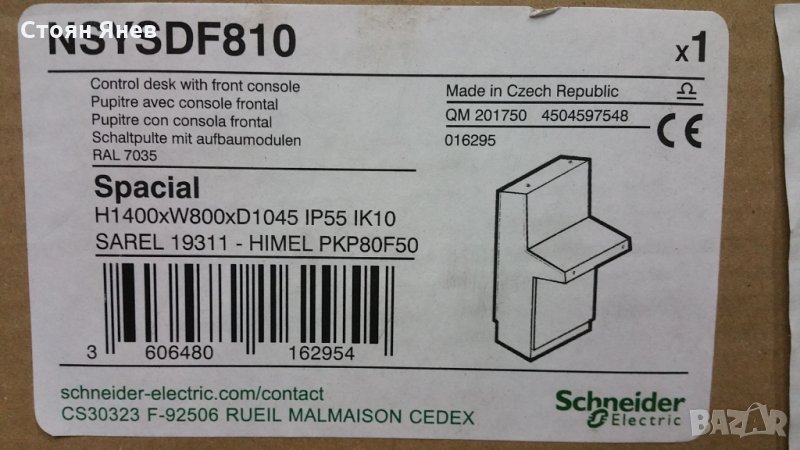 Стоян Янев
NSYSDF810
x1
Control desk with front console
Pupitre avec console frontal
Pupitre con consola frontal
Schaltpulte mit aufbaumodulen
RAL 7035
Made in Czech Republic
QM 201750 4504597548
016295
CE
Spacial
H1400xW800xD1045 IP55 IK10
SAREL 19311 - HIMEL PKP80F50
3 606480 162954
schneider-electric.com/contact
CS30323 F-92506 RUEIL MALMAISON CEDEX
Schneider
Electric
BAZAR